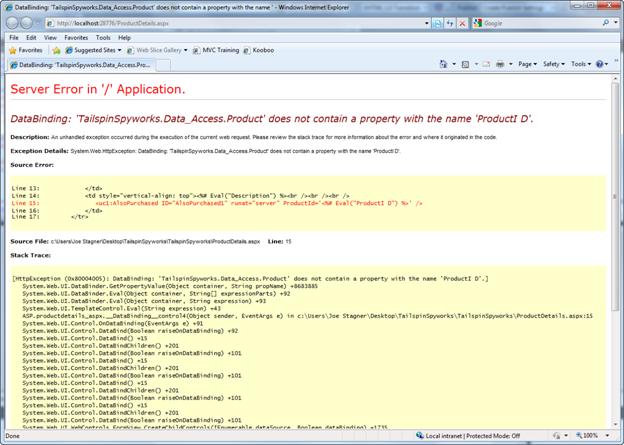 DataBinding: 'TailspinSpyworks.Data_Access.Product' does not contain a property with the name ' - Windows Internet Explorer
http://localhost:28776/ProductDetails.aspx
Google
File Edit View Favorites Tools Help
Favorites Suggested Sites Web Slice Gallery MVC Training Kooboo
DataBinding: 'TailspinSpyworks.Data_Access.Pro...
Page Safety Tools
Server Error in '/' Application.
DataBinding: 'TailspinSpyworks.Data_Access.Product' does not contain a property with the name 'ProductI D'.
Description: An unhandled exception occurred during the execution of the current web request. Please review the stack trace for more information about the error and where it originated in the code.
Exception Details: System.Web.HttpException: DataBinding: 'TailspinSpyworks.Data_Access.Product' does not contain a property with the name 'ProductI D'.
Source Error:
Line 13: </td>
Line 14: <td style="vertical-align: top"><%# Eval("Description") %><br /><br /><br />
Line 15: <uc1:AlsoPurchased ID="AlsoPurchased1" runat="server" ProductId='<%# Eval("ProductI D") %>' />
Line 16: </td>
Line 17: </tr>
Source File: c:\Users\Joe Stagner\Desktop\TailspinSpyworks\TailspinSpyworks\ProductDetails.aspx Line: 15
Stack Trace:
[HttpException (0x80004005): DataBinding: 'TailspinSpyworks.Data_Access.Product' does not contain a property with the name 'ProductI D'.]
System.Web.UI.DataBinder.GetPropertyValue(Object container, String propName) +8683885
System.Web.UI.DataBinder.Eval(Object container, String[] expressionParts) +92
System.Web.UI.DataBinder.Eval(Object container, String expression) +93
System.Web.UI.TemplateControl.Eval(String expression) +43
ASP.productdetails_aspx.__DataBinding__control4(Object sender, EventArgs e) in c:\Users\Joe Stagner\Desktop\TailspinSpyworks\TailspinSpyworks\ProductDetails.aspx:15
System.Web.UI.Control.OnDataBinding(EventArgs e) +91
System.Web.UI.Control.DataBind(Boolean raiseOnDataBinding) +92
System.Web.UI.Control.DataBind() +15
System.Web.UI.Control.DataBindChildren() +201
System.Web.UI.Control.DataBind(Boolean raiseOnDataBinding) +101
System.Web.UI.Control.DataBind() +15
System.Web.UI.Control.DataBindChildren() +201
System.Web.UI.Control.DataBind(Boolean raiseOnDataBinding) +101
System.Web.UI.Control.DataBind() +15
System.Web.UI.Control.DataBindChildren() +201
System.Web.UI.Control.DataBind(Boolean raiseOnDataBinding) +101
System.Web.UI.Control.DataBind() +15
System.Web.UI.Control.DataBindChildren() +201
System.Web.UI.Control.DataBind(Boolean raiseOnDataBinding) +101
System.Web.UI.WebControls.FormView.CreateChildControls(IEnumerable dataSource, Boolean dataBinding) +1735
Done Local intranet | Protected Mode: Off 100%